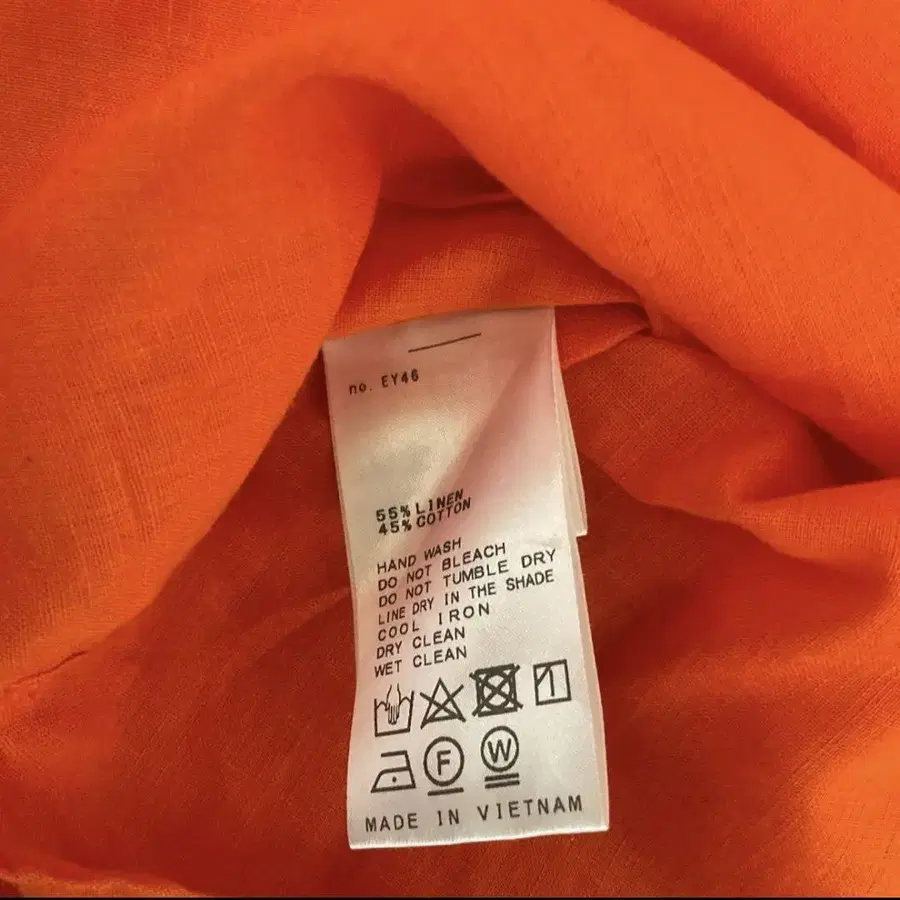 no. EY46
55% LINEN
45% COTTON
HAND WASH
DO NOT BLEACH
DO NOT TUMBLE DRY
LINE DRY IN THE SHADE
COOL IRON
DRY CLEAN
WET CLEAN
F W
MADE IN VIETNAM